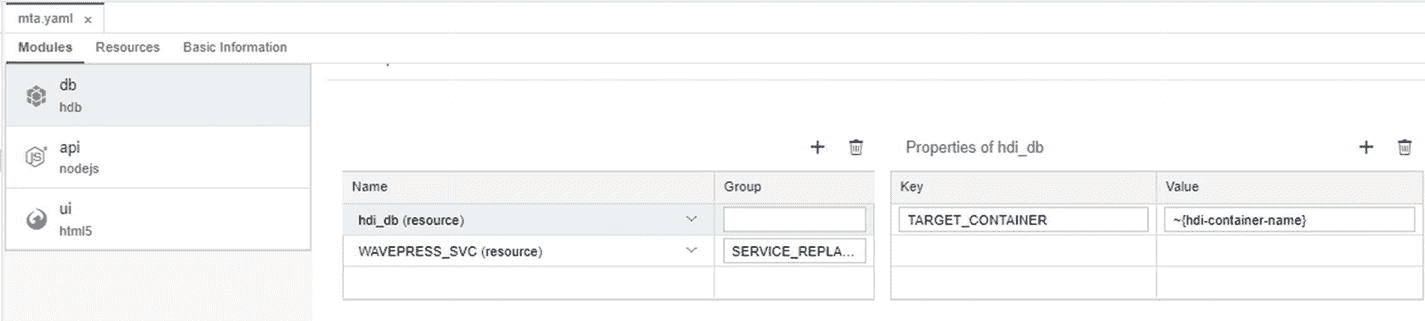 mta.yaml ×
Modules Resources Basic Information
db
hdb
api
nodejs
ui
html5
Properties of hdi_db
Name Group
hdi_db (resource)
WAVEPRESS_SVC (resource) SERVICE_REPLA...
Key Value
TARGET_CONTAINER ~{hdi-container-name}